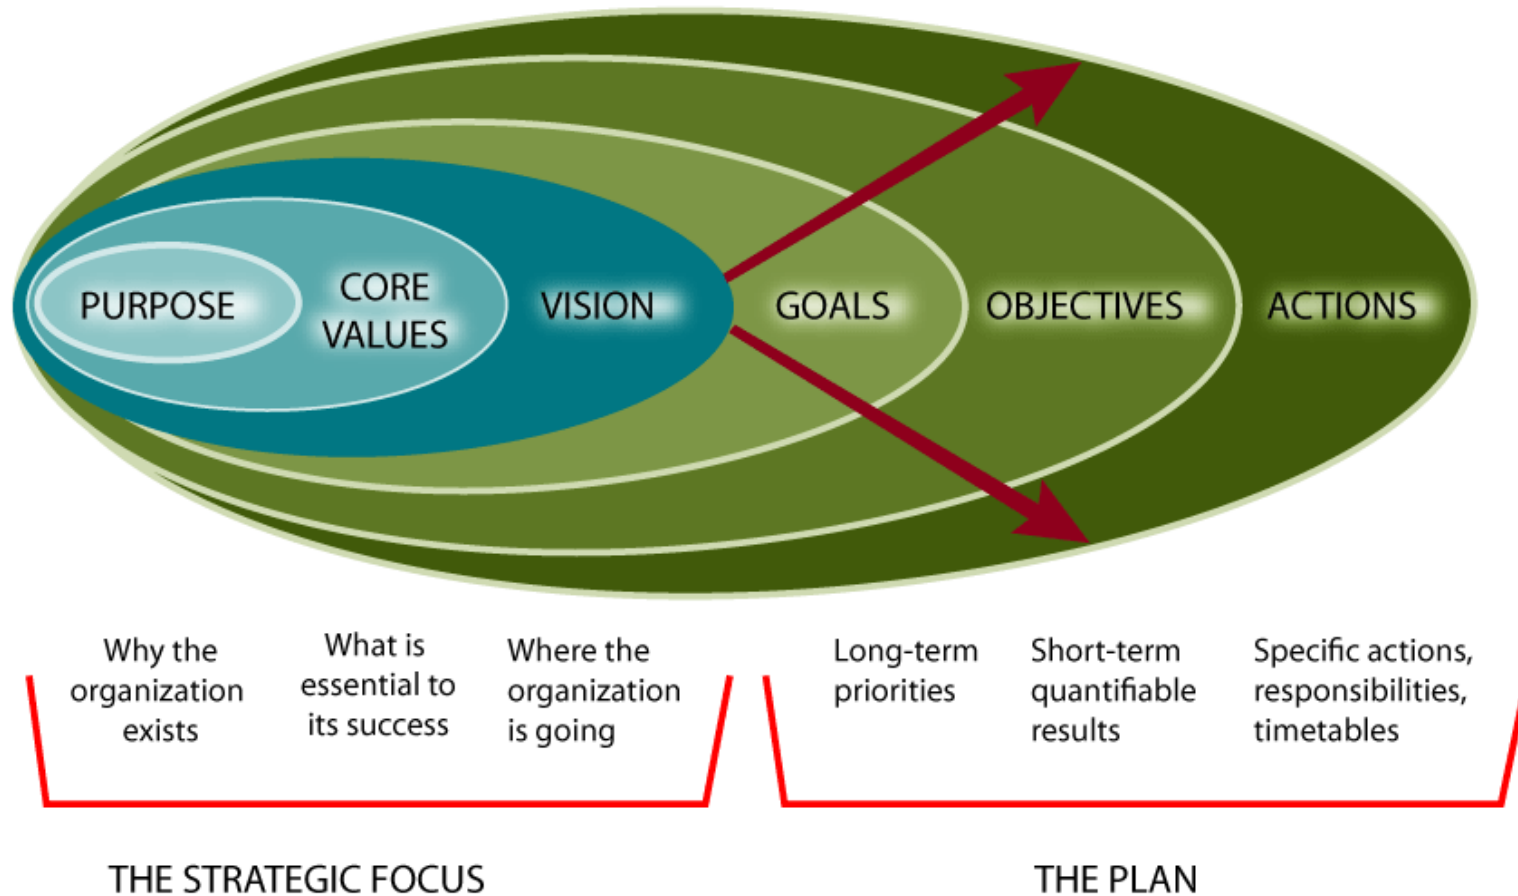 PURPOSE
CORE
VALUES
VISION
GOALS
OBJECTIVES
ACTIONS
Why the
organization
exists
What is
essential to
its success
Where the
organization
is going
Long-term
priorities
Short-term
quantifiable
results
Specific actions,
responsibilities,
timetables
THE STRATEGIC FOCUS
THE PLAN